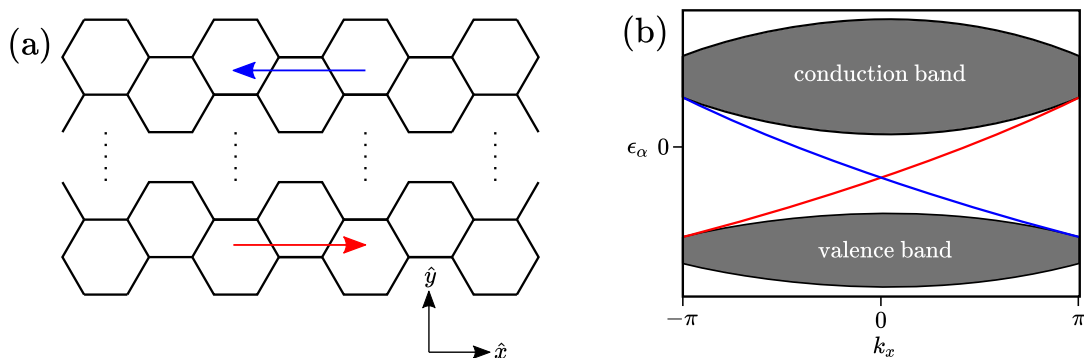 (a)
ŷ
x̂
(b)
conduction band
ϵ_α 0
valence band
−π 0 π
k_x